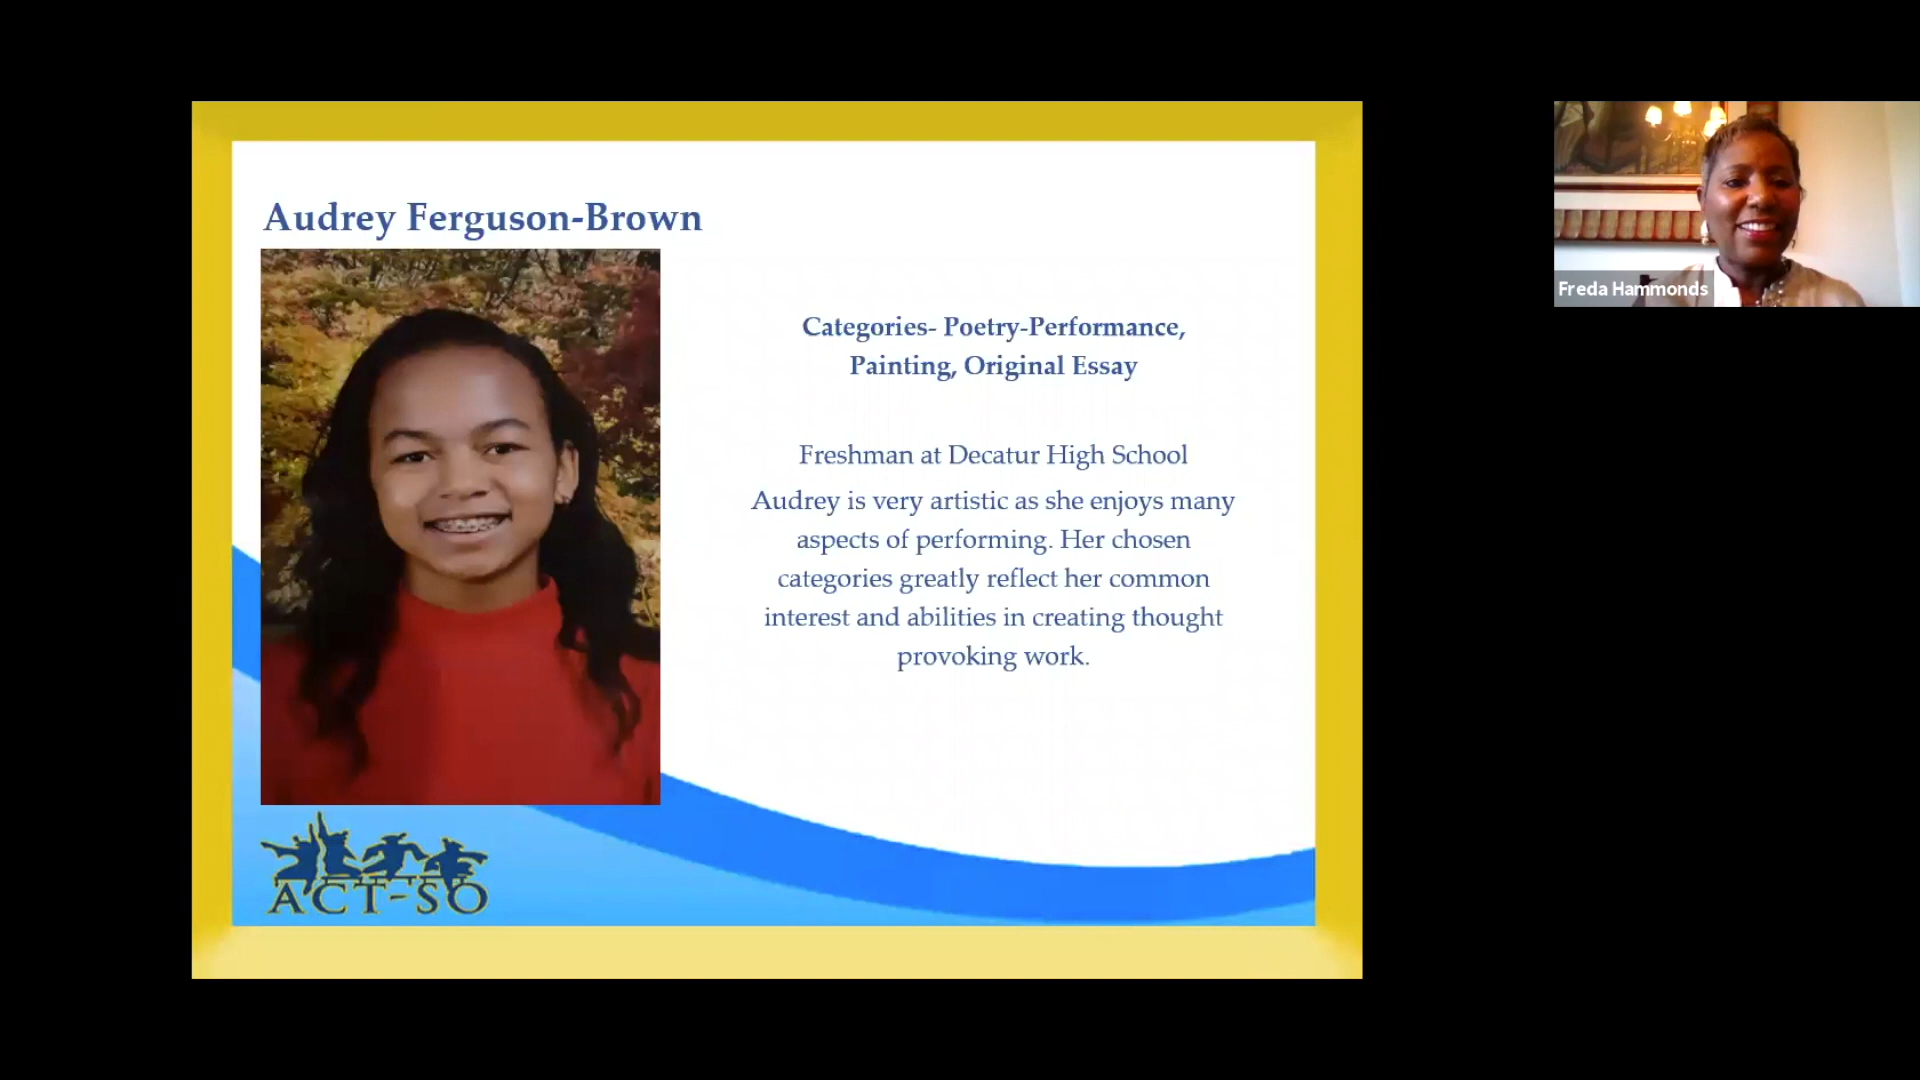 Audrey Ferguson-Brown
Categories- Poetry-Performance,
Painting, Original Essay
Freshman at Decatur High School
Audrey is very artistic as she enjoys many
aspects of performing. Her chosen
categories greatly reflect her common
interest and abilities in creating thought
provoking work.
ACT-SO
Freda Hammonds